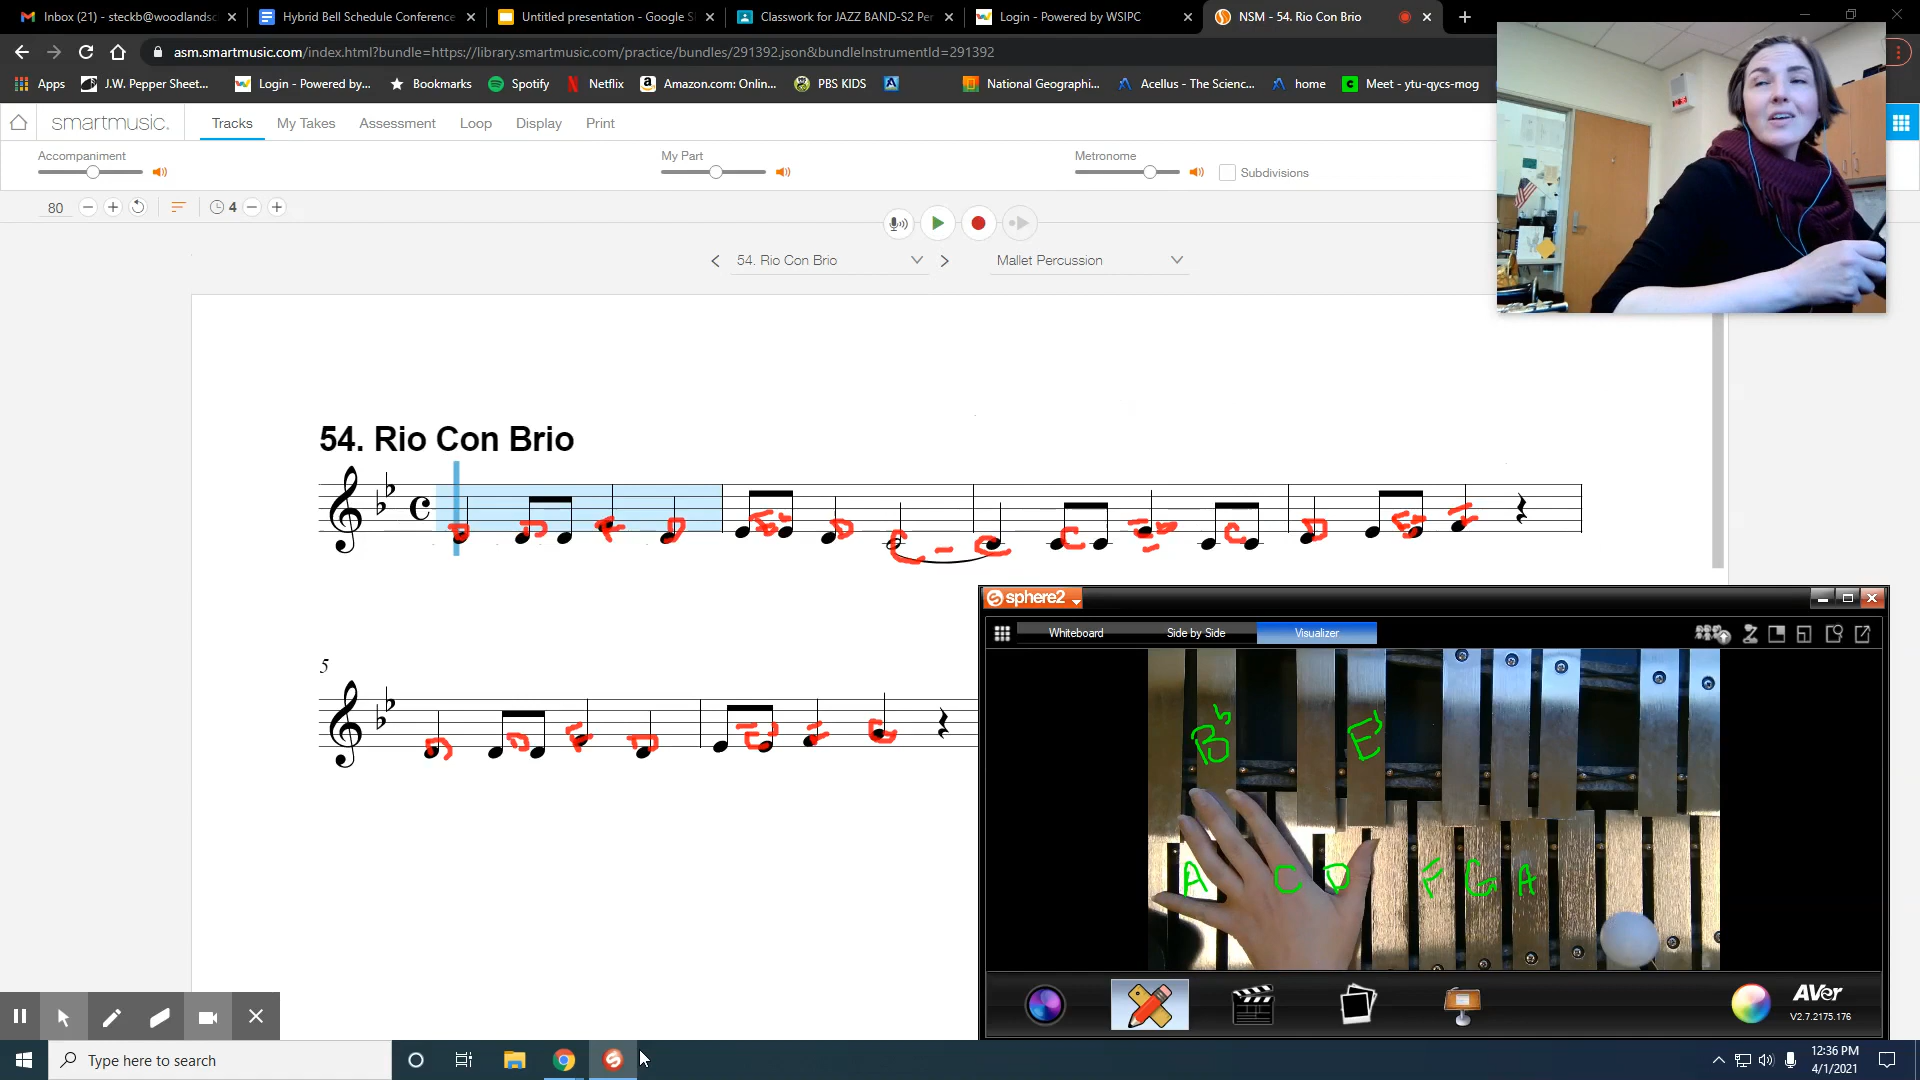 Inbox (21) - steckb@woodlandsc
Hybrid Bell Schedule Conference
Untitled presentation - Google Sl
Classwork for JAZZ BAND-S2 Per
Login - Powered by WSIPC
NSM - 54. Rio Con Brio
asm.smartmusic.com/index.html?bundle=https://library.smartmusic.com/practice/bundles/291392.json&bundleInstrumentId=291392
Apps
J.W. Pepper Sheet...
Login - Powered by...
Bookmarks
Spotify
Netflix
Amazon.com: Onlin...
PBS KIDS
National Geographi...
Acellus - The Scienc...
home
Meet - ytu-qycs-mog
smartmusic.
Tracks
My Takes
Assessment
Loop
Display
Print
Accompaniment
My Part
Metronome
Subdivisions
80
4
54. Rio Con Brio
Mallet Percussion
54. Rio Con Brio
D D F D E D C - C C E C D E F
5
D D F D E F G
sphere2
Whiteboard
Side by Side
Visualizer
B♭ E♭
A C D F G A
AVer
V2.7.2175.176
Type here to search
12:36 PM
4/1/2021